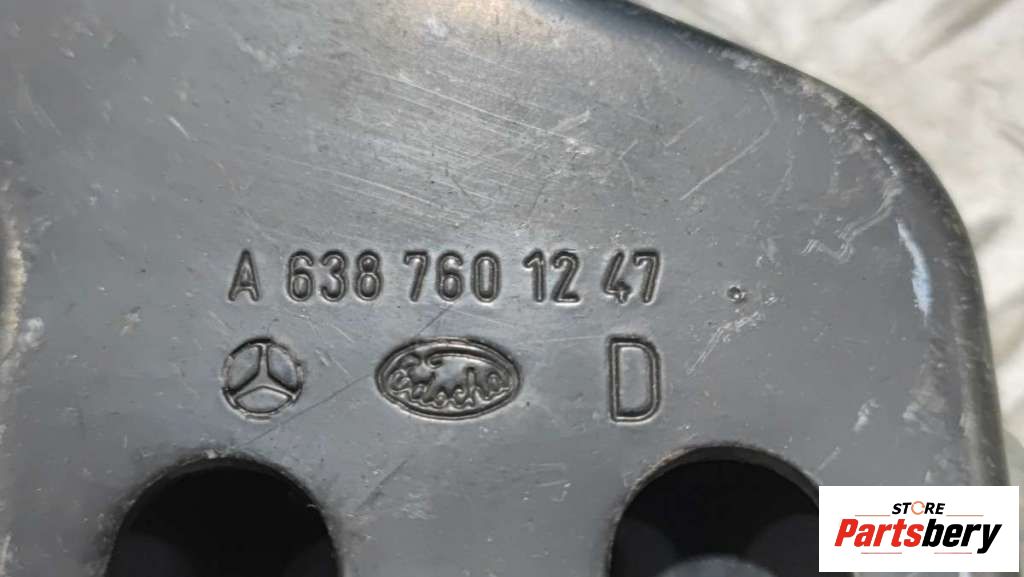 A 638 760 12 47
D
STORE
Partsbery